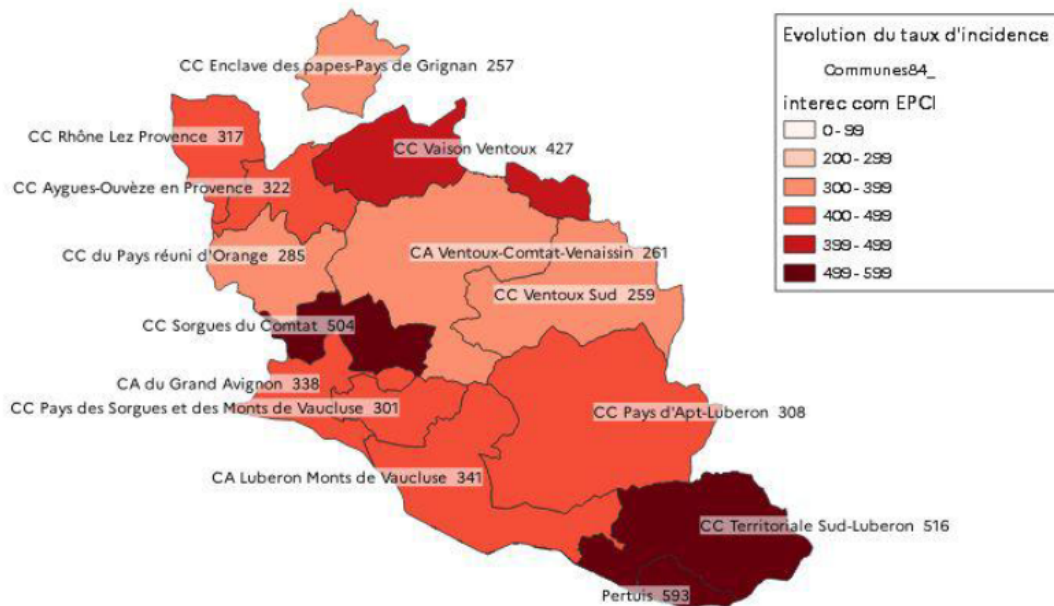 Evolution du taux d'incidence
Communes84_
interec com EPCI
0 - 99
200 - 299
300 - 399
400 - 499
399 - 499
499 - 599
CC Enclave des papes-Pays de Grignan 257
CC Rhône Lez Provence 317
CC Vaison Ventoux 427
CC Aygues-Ouvèze en Provence 322
CC du Pays réuni d'Orange 285
CA Ventoux-Comtat-Venaissin 261
CC Ventoux Sud 259
CC Sorgues du Comtat 504
CA du Grand Avignon 338
CC Pays des Sorgues et des Monts de Vaucluse 301
CC Pays d'Apt-Luberon 308
CA Luberon Monts de Vaucluse 341
CC Territoriale Sud-Luberon 516
Pertuis 593